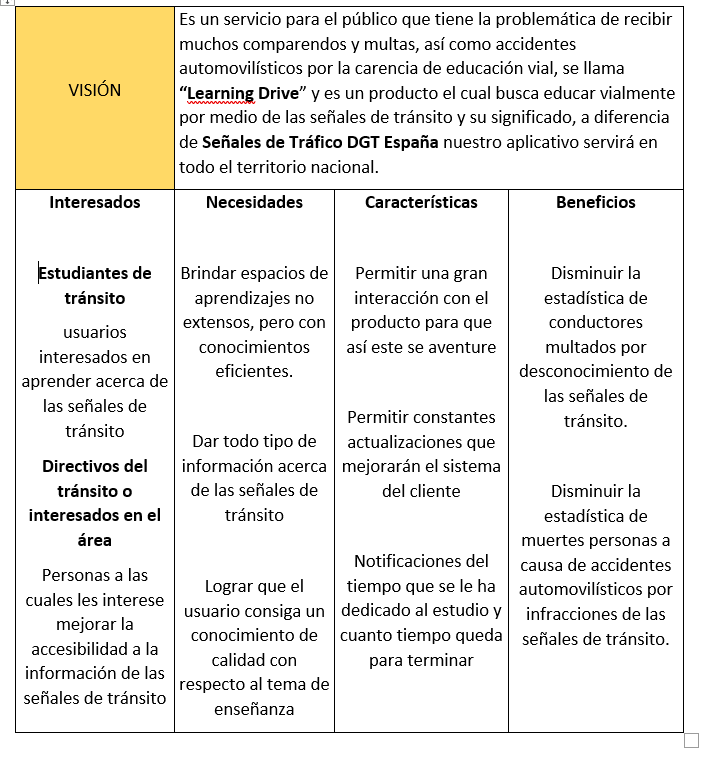 VISIÓN
Es un servicio para el público que tiene la problemática de recibir
muchos comparendos y multas, así como accidentes
automovilísticos por la carencia de educación vial, se llama
“Learning Drive” y es un producto el cual busca educar vialmente
por medio de las señales de tránsito y su significado, a diferencia
de Señales de Tráfico DGT España nuestro aplicativo servirá en
todo el territorio nacional.
Interesados
Estudiantes de
tránsito
usuarios
interesados en
aprender acerca de
las señales de
tránsito
Directivos del
tránsito o
interesados en el
área
Personas a las
cuales les interese
mejorar la
accesibilidad a la
información de las
señales de tránsito
Necesidades
Brindar espacios de
aprendizajes no
extensos, pero con
conocimientos
eficientes.
Dar todo tipo de
información acerca
de las señales de
tránsito
Lograr que el
usuario consiga un
conocimiento de
calidad con
respecto al tema de
enseñanza
Características
Permitir una gran
interacción con el
producto para que
así este se aventure
Permitir constantes
actualizaciones que
mejorarán el sistema
del cliente
Notificaciones del
tiempo que se le ha
dedicado al estudio y
cuanto tiempo queda
para terminar
Beneficios
Disminuir la
estadística de
conductores
multados por
desconocimiento de
las señales de
tránsito.
Disminuir la
estadística de
muertes personas a
causa de accidentes
automovilísticos por
infracciones de las
señales de tránsito.